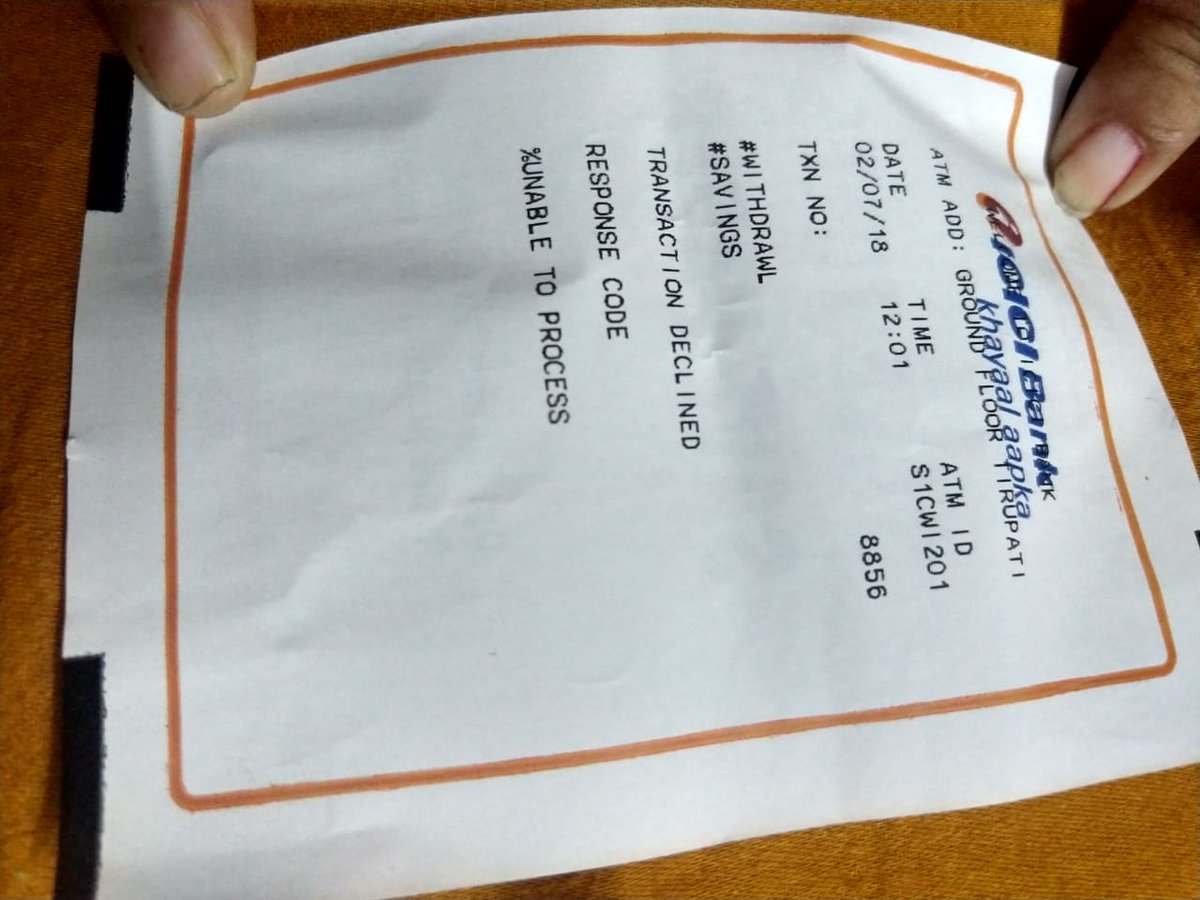 ICICI Bank
khayaal aapka
ATM ADD: GROUND FLOOR TIRUPATI
DATE TIME ATM ID
02/07/18 12:01 S1CWI201
TXN NO: 8856
#WITHDRAWL
#SAVINGS
TRANSACTION DECLINED
RESPONSE CODE
%UNABLE TO PROCESS